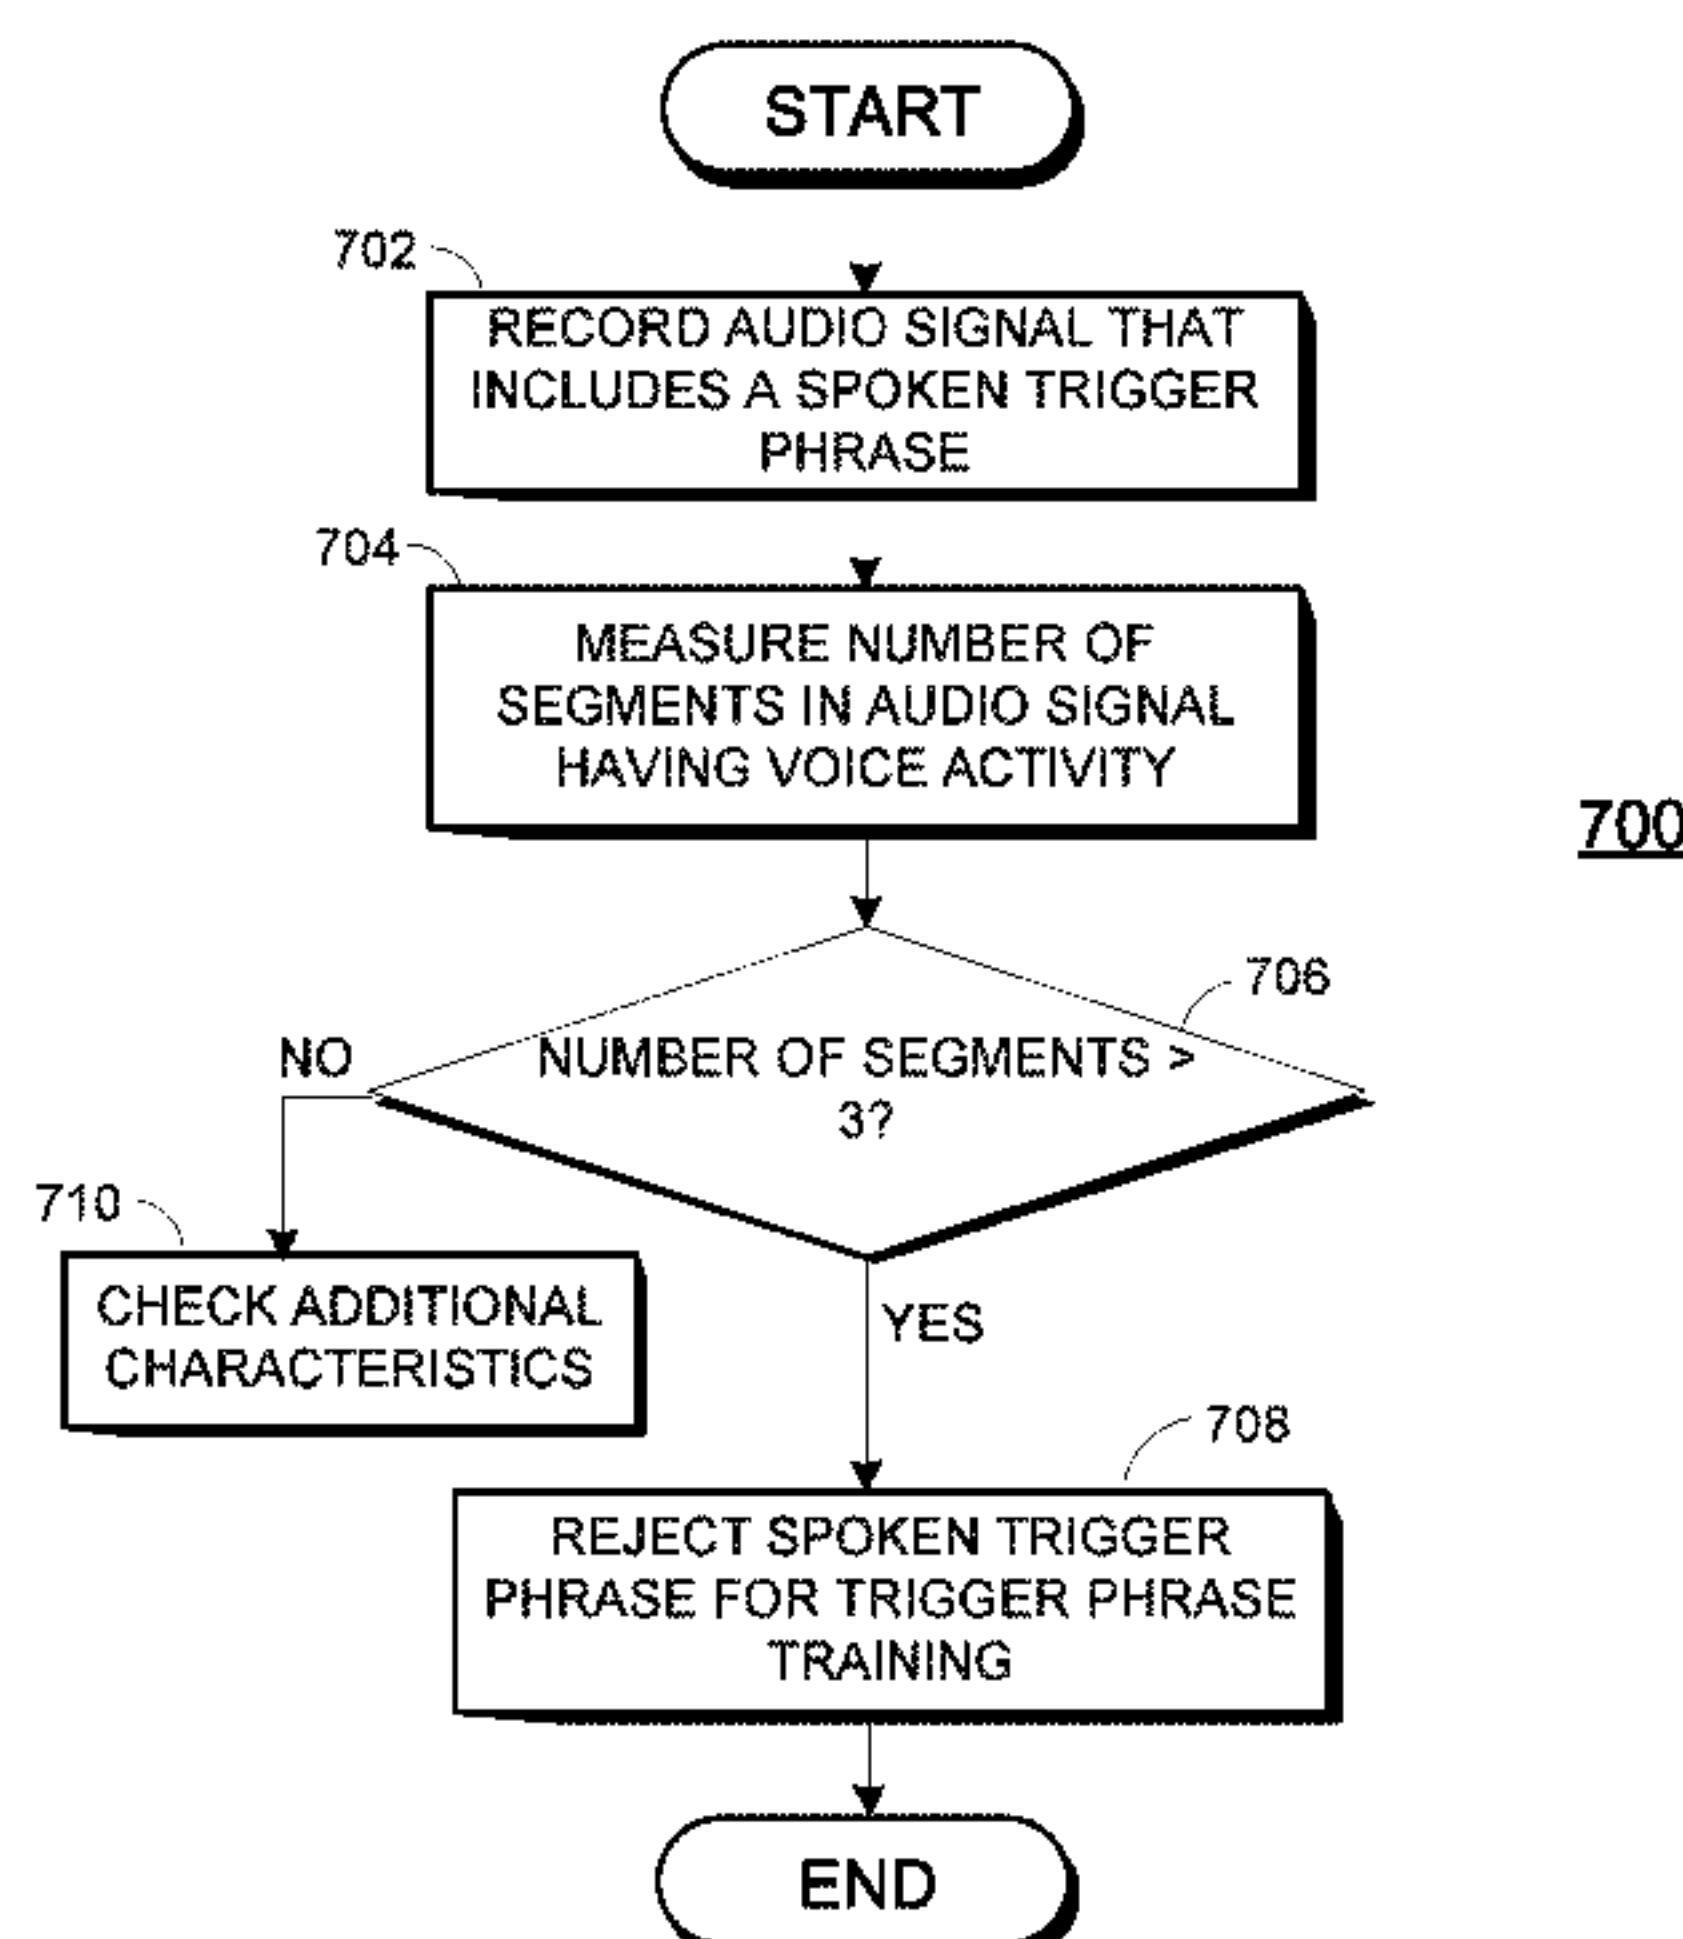 START
702
RECORD AUDIO SIGNAL THAT
INCLUDES A SPOKEN TRIGGER
PHRASE
704
MEASURE NUMBER OF
SEGMENTS IN AUDIO SIGNAL
HAVING VOICE ACTIVITY
700
706
NO
NUMBER OF SEGMENTS >
3?
710
CHECK ADDITIONAL
CHARACTERISTICS
YES
708
REJECT SPOKEN TRIGGER
PHRASE FOR TRIGGER PHRASE
TRAINING
END